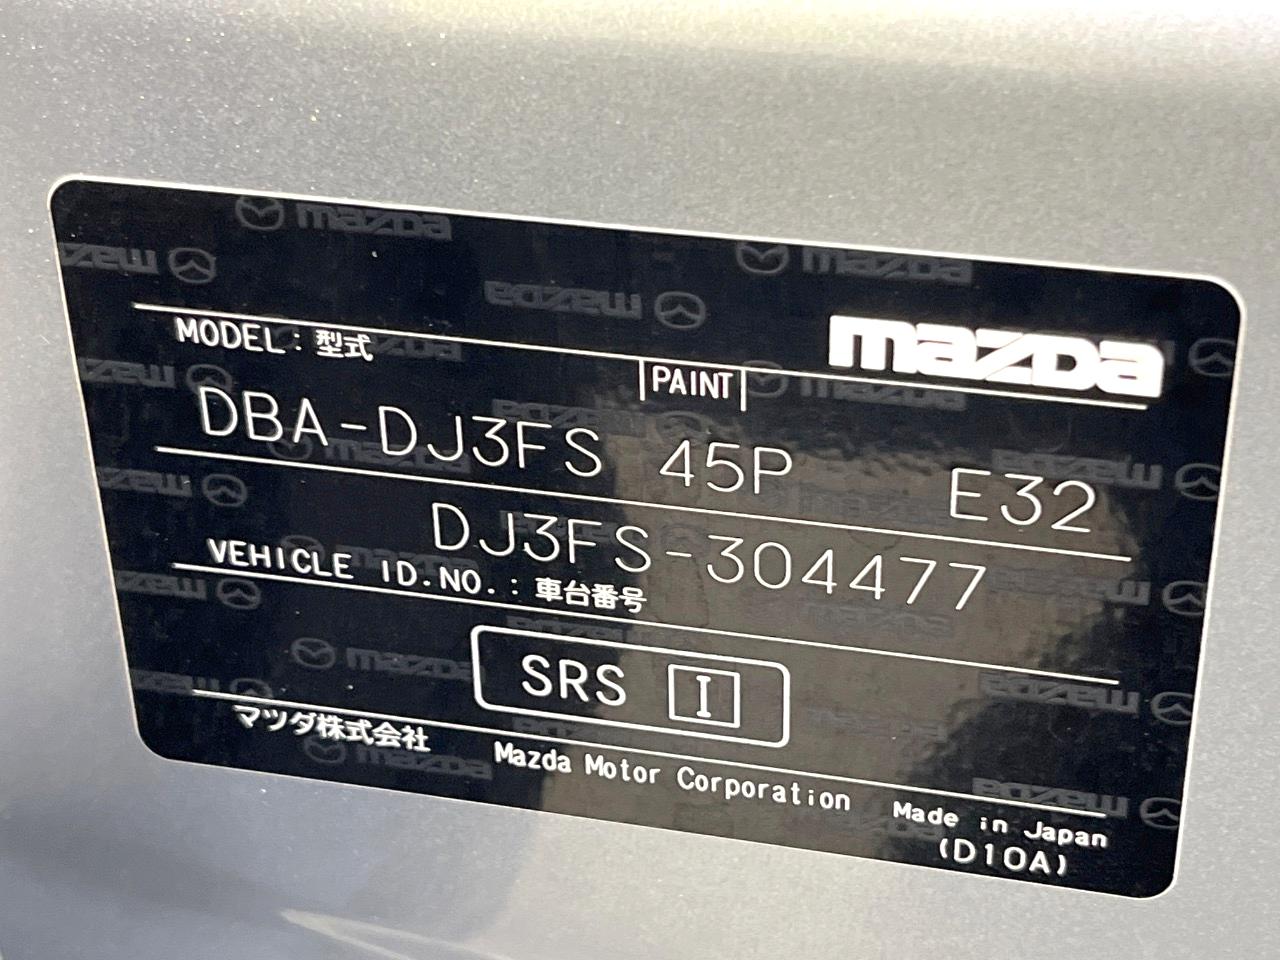 mazda
MODEL: 型式
PAINT
DBA-DJ3FS 45P E32
DJ3FS-304477
VEHICLE ID.NO.: 車台番号
SRS I
マツダ株式会社 Mazda Motor Corporation Made in Japan
(D10A)